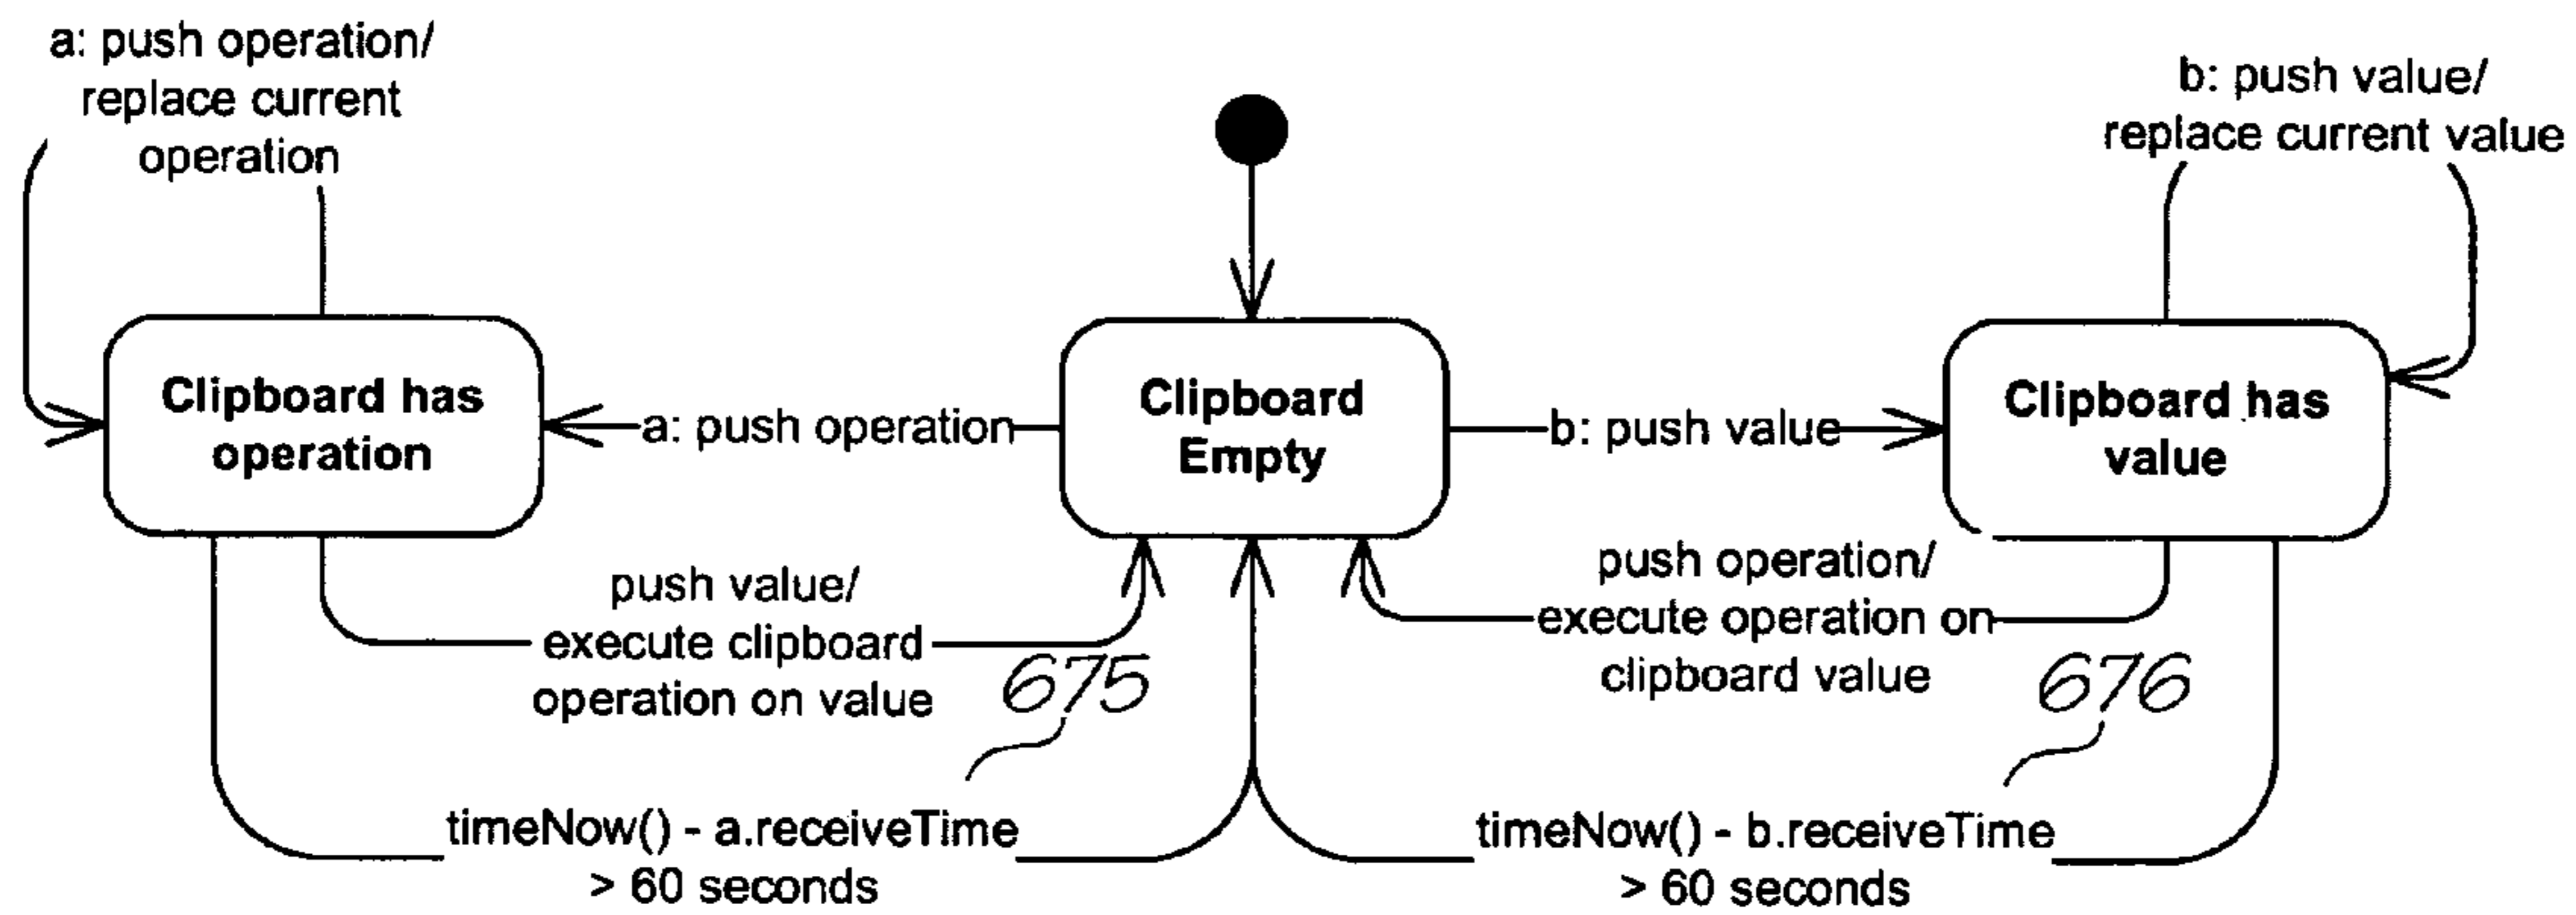 a: push operation/
replace current
operation
b: push value/
replace current value
Clipboard has
operation
a: push operation
Clipboard
Empty
b: push value
Clipboard has
value
push value/
execute clipboard
operation on value
675
push operation/
execute operation on
clipboard value
676
timeNow() - a.receiveTime
> 60 seconds
timeNow() - b.receiveTime
> 60 seconds